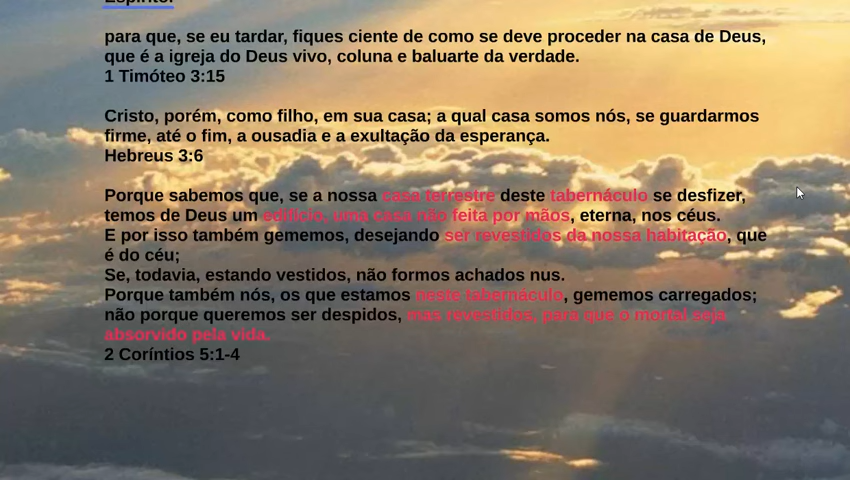 Espírito.
para que, se eu tardar, fiques ciente de como se deve proceder na casa de Deus,
que é a igreja do Deus vivo, coluna e baluarte da verdade.
1 Timóteo 3:15
Cristo, porém, como filho, em sua casa; a qual casa somos nós, se guardarmos
firme, até o fim, a ousadia e a exultação da esperança.
Hebreus 3:6
Porque sabemos que, se a nossa casa terrestre deste tabernáculo se desfizer,
temos de Deus um edifício, uma casa não feita por mãos, eterna, nos céus.
E por isso também gememos, desejando ser revestidos da nossa habitação, que
é do céu;
Se, todavia, estando vestidos, não formos achados nus.
Porque também nós, os que estamos neste tabernáculo, gememos carregados;
não porque queremos ser despidos, mas revestidos, para que o mortal seja
absorvido pela vida.
2 Coríntios 5:1-4